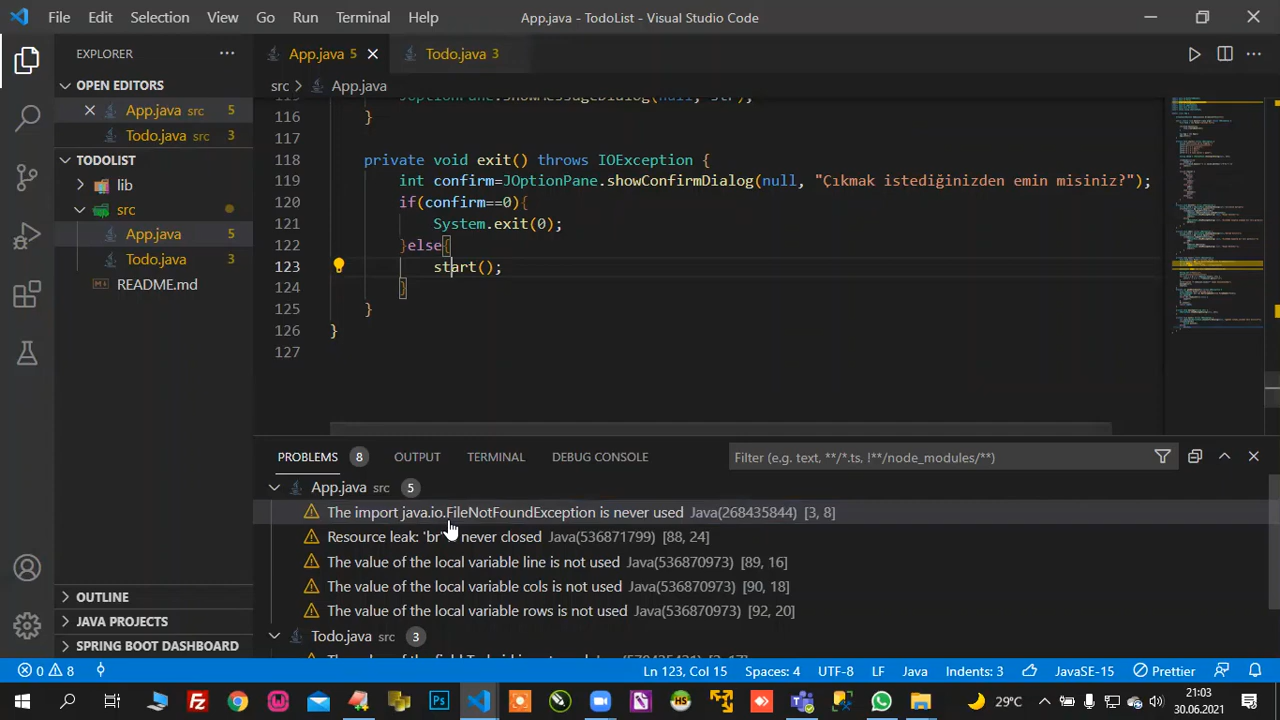 File Edit Selection View Go Run Terminal Help App.java - TodoList - Visual Studio Code
EXPLORER
App.java 5
Todo.java 3
OPEN EDITORS
src
App.java
App.java src 5
Todo.java src 3
TODOLIST
lib
src
App.java 5
Todo.java 3
README.md
OUTLINE
JAVA PROJECTS
SPRING BOOT DASHBOARD
JOptionPane.showMessageDialog(null, str);
116 }
117
118 private void exit() throws IOException {
119 int confirm=JOptionPane.showConfirmDialog(null, "Çıkmak istediğinizden emin misiniz?");
120 if(confirm==0){
121 System.exit(0);
122 }else{
123 start();
124 }
125 }
126 }
127
PROBLEMS 8 OUTPUT TERMINAL DEBUG CONSOLE Filter (e.g. text, **/*.ts, !**/node_modules/**)
App.java src 5
The import java.io.FileNotFoundException is never used Java(268435844) [3, 8]
Resource leak: 'br' never closed Java(536871799) [88, 24]
The value of the local variable line is not used Java(536870973) [89, 16]
The value of the local variable cols is not used Java(536870973) [90, 18]
The value of the local variable rows is not used Java(536870973) [92, 20]
Todo.java src 3
0 8 Ln 123, Col 15 Spaces: 4 UTF-8 LF Java Indents: 3 JavaSE-15 Prettier
29°C 21:03
30.06.2021